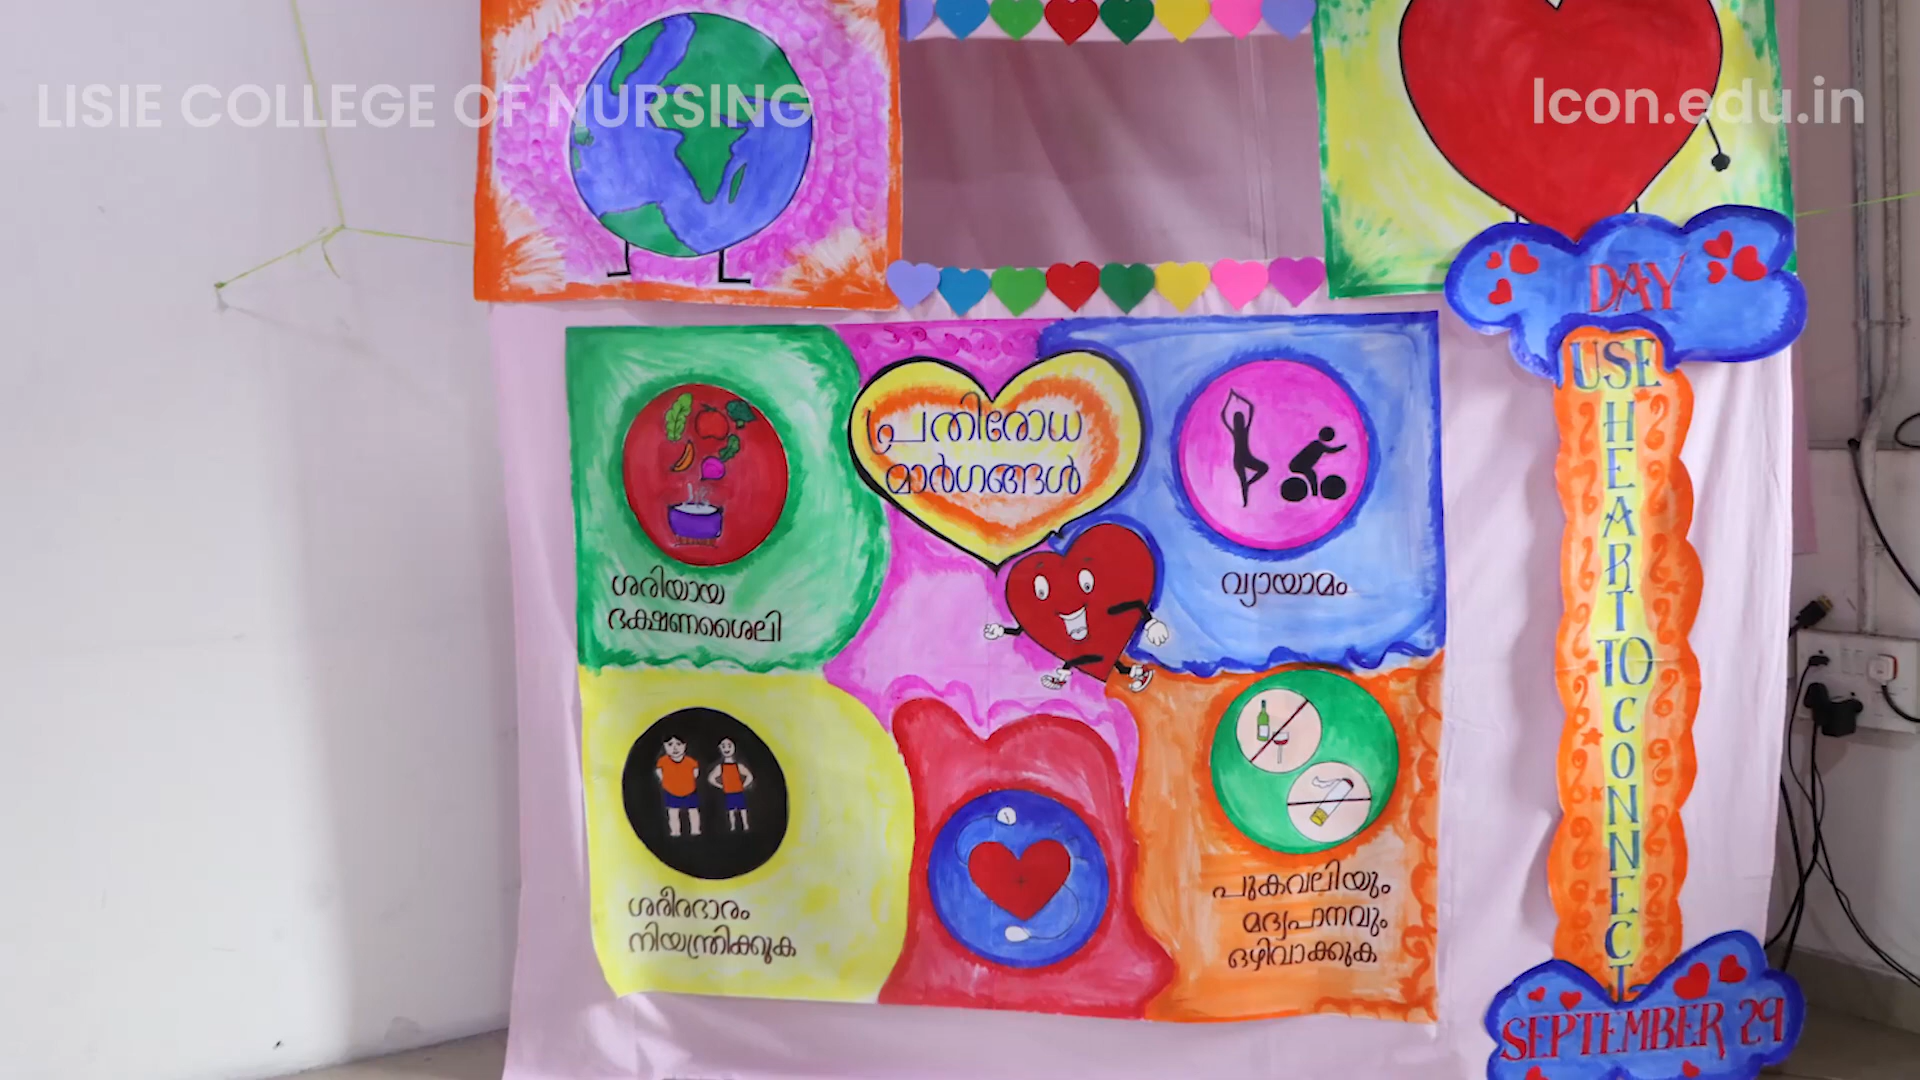 LISIE COLLEGE OF NURSING
lcon.edu.in
DAY
USE
HEART
TO
CONNECT
SEPTEMBER 29
പ്രതിരോധ
മാർഗങ്ങൾ
ശരിയായ
ഭക്ഷണശൈലി
വ്യായാമം
ശരീരഭാരം
നിയന്ത്രിക്കുക
പുകവലിയും
മദ്യപാനവും
ഒഴിവാക്കുക